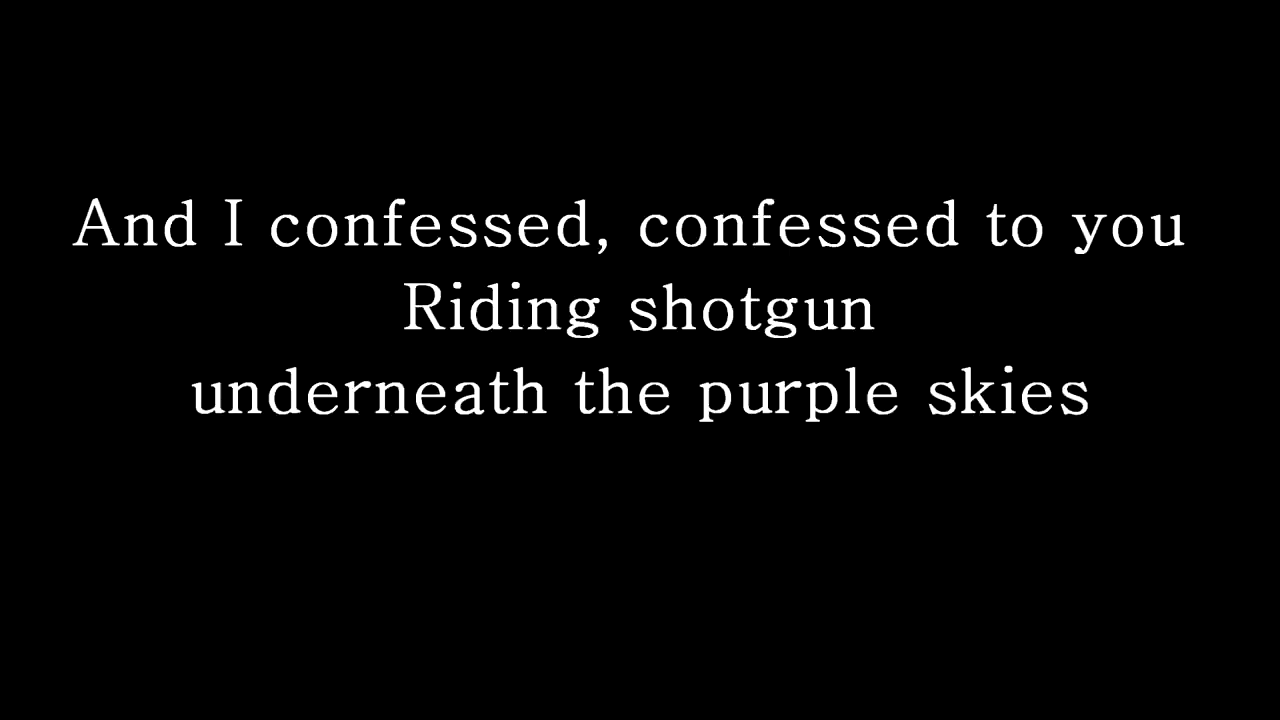 And I confessed, confessed to you
Riding shotgun
underneath the purple skies